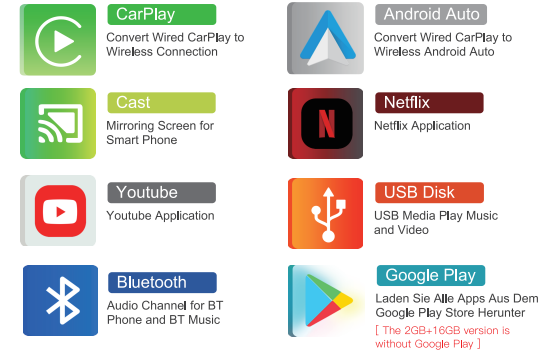 CarPlay
Convert Wired CarPlay to
Wireless Connection
Android Auto
Convert Wired CarPlay to
Wireless Android Auto
Cast
Mirroring Screen for
Smart Phone
Netflix
N
Netflix Application
Youtube
Youtube Application
USB Disk
USB Media Play Music
and Video
Bluetooth
Audio Channel for BT
Phone and BT Music
Google Play
Laden Sie Alle Apps Aus Dem
Google Play Store Herunter
[ The 2GB+16GB version is
without Google Play ]